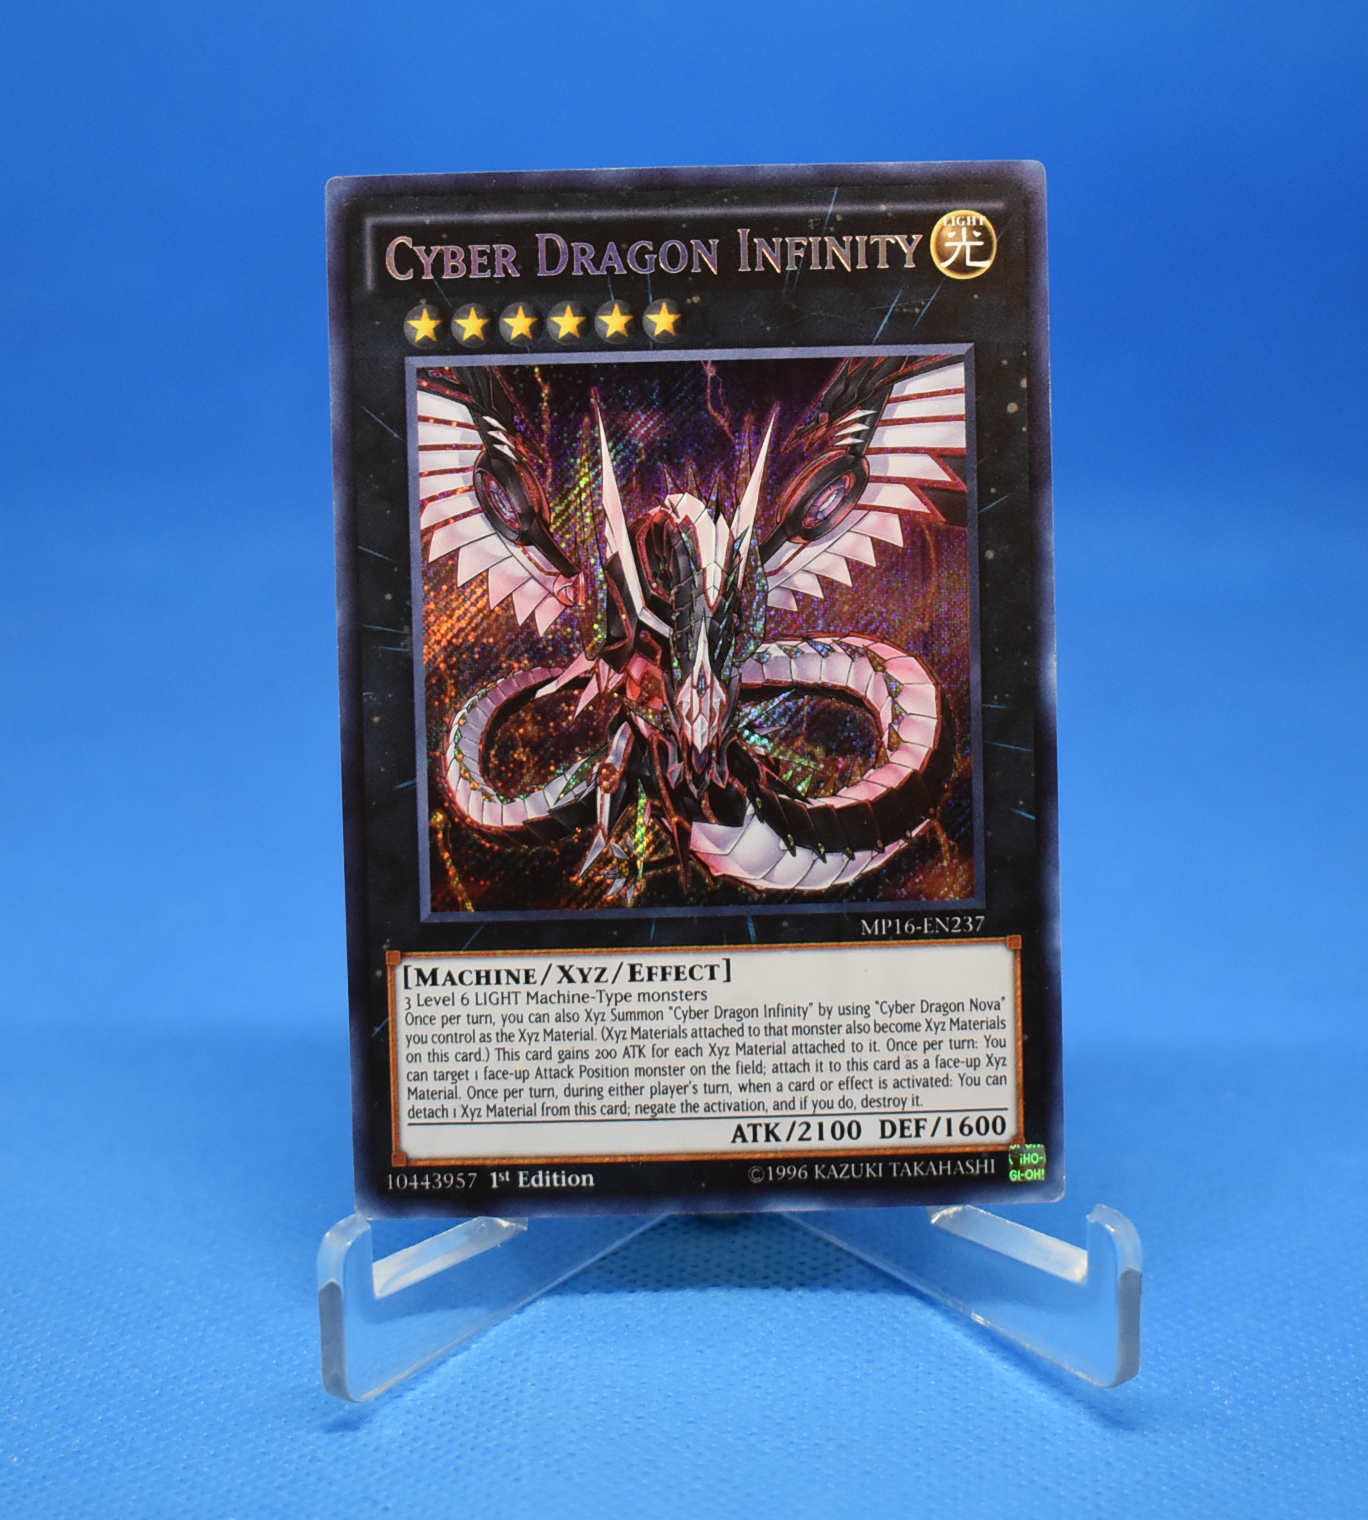 CYBER DRAGON INFINITY
LIGHT
光
MP16-EN237
[MACHINE/XYZ/EFFECT]
3 Level 6 LIGHT Machine-Type monsters
Once per turn, you can also Xyz Summon "Cyber Dragon Infinity" by using "Cyber Dragon Nova"
you control as the Xyz Material. (Xyz Materials attached to that monster also become Xyz Materials
on this card.) This card gains 200 ATK for each Xyz Material attached to it. Once per turn: You
can target 1 face-up Attack Position monster on the field; attach it to this card as a face-up Xyz
Material. Once per turn, during either player's turn, when a card or effect is activated: You can
detach 1 Xyz Material from this card; negate the activation, and if you do, destroy it.
ATK/2100 DEF/1600
10443957 1st Edition
©1996 KAZUKI TAKAHASHI
GI-OH!